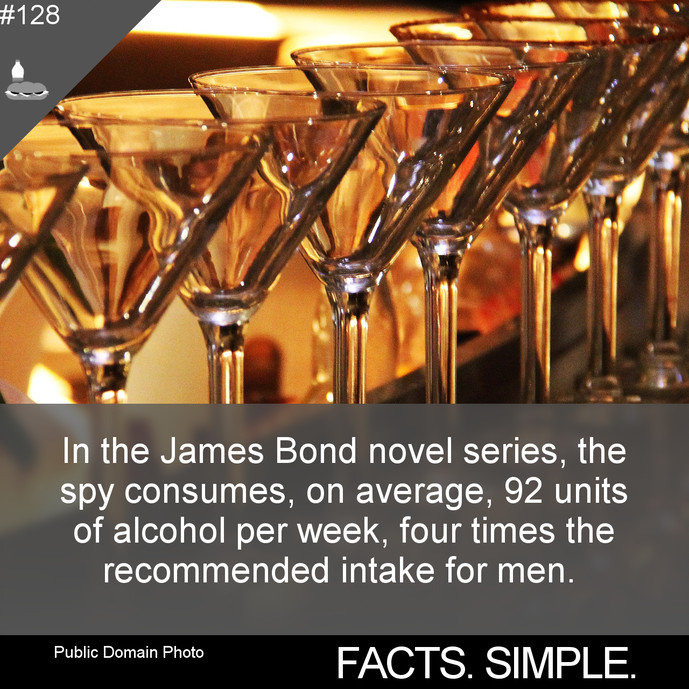 #128
In the James Bond novel series, the
spy consumes, on average, 92 units
of alcohol per week, four times the
recommended intake for men.
Public Domain Photo
FACTS. SIMPLE.